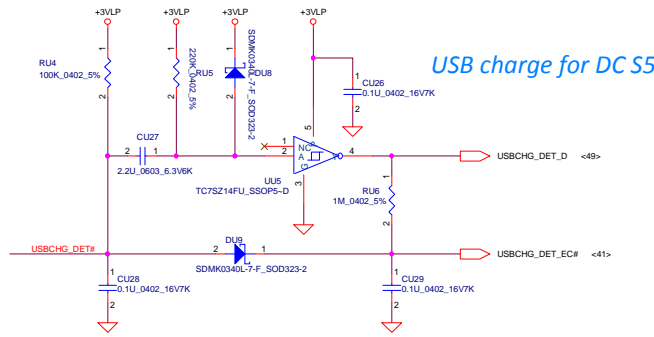 +3VLP
+3VLP
+3VLP
+3VLP
USB charge for DC S5
1
RU4
100K_0402_5%
2
1
220K_0402_5%
RU5
2
1
SDMK0340L-7-F_SOD323-2
DU8
2
1
CU26
0.1U_0402_16V7K
2
5
CU27
2 1
2.2U_0603_6.3V6K
1 NC P
2 A Y 4
G
3
UU5
TC7SZ14FU_SSOP5~D
USBCHG_DET_D <49>
1
RU6
1M_0402_5%
2
USBCHG_DET#
DU9
2 1
SDMK0340L-7-F_SOD323-2
USBCHG_DET_EC# <41>
1
CU28
0.1U_0402_16V7K
2
1
CU29
0.1U_0402_16V7K
2